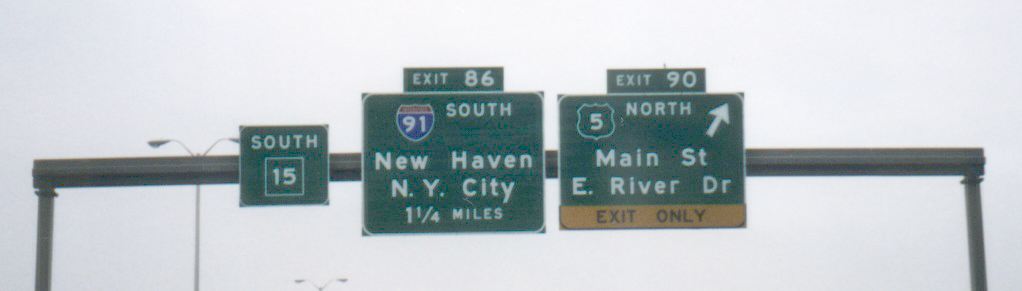 SOUTH
15
EXIT 86
91 SOUTH
New Haven
N. Y. City
1 1/4 MILES
EXIT 90
5 NORTH
Main St
E. River Dr
EXIT ONLY